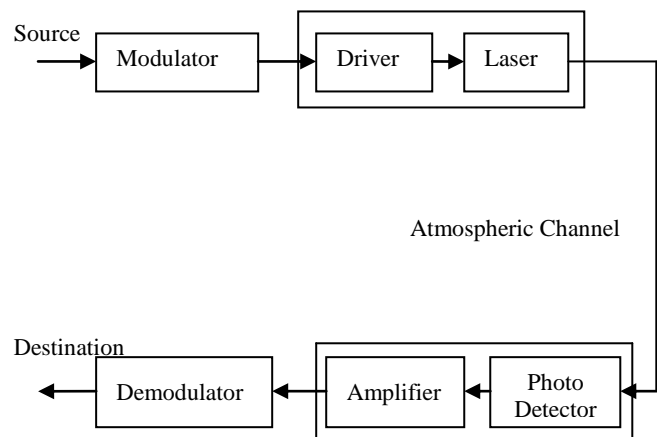 Source
Modulator
Driver
Laser
Atmospheric Channel
Destination
Demodulator
Amplifier
Photo
Detector